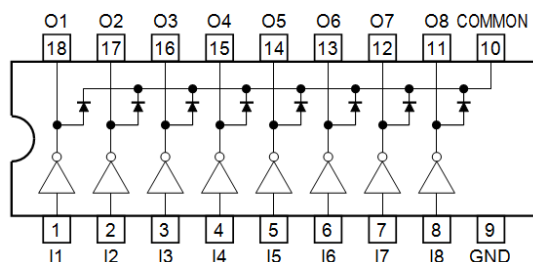 O1 O2 O3 O4 O5 O6 O7 O8 COMMON
18 17 16 15 14 13 12 11 10
1 2 3 4 5 6 7 8 9
I1 I2 I3 I4 I5 I6 I7 I8 GND